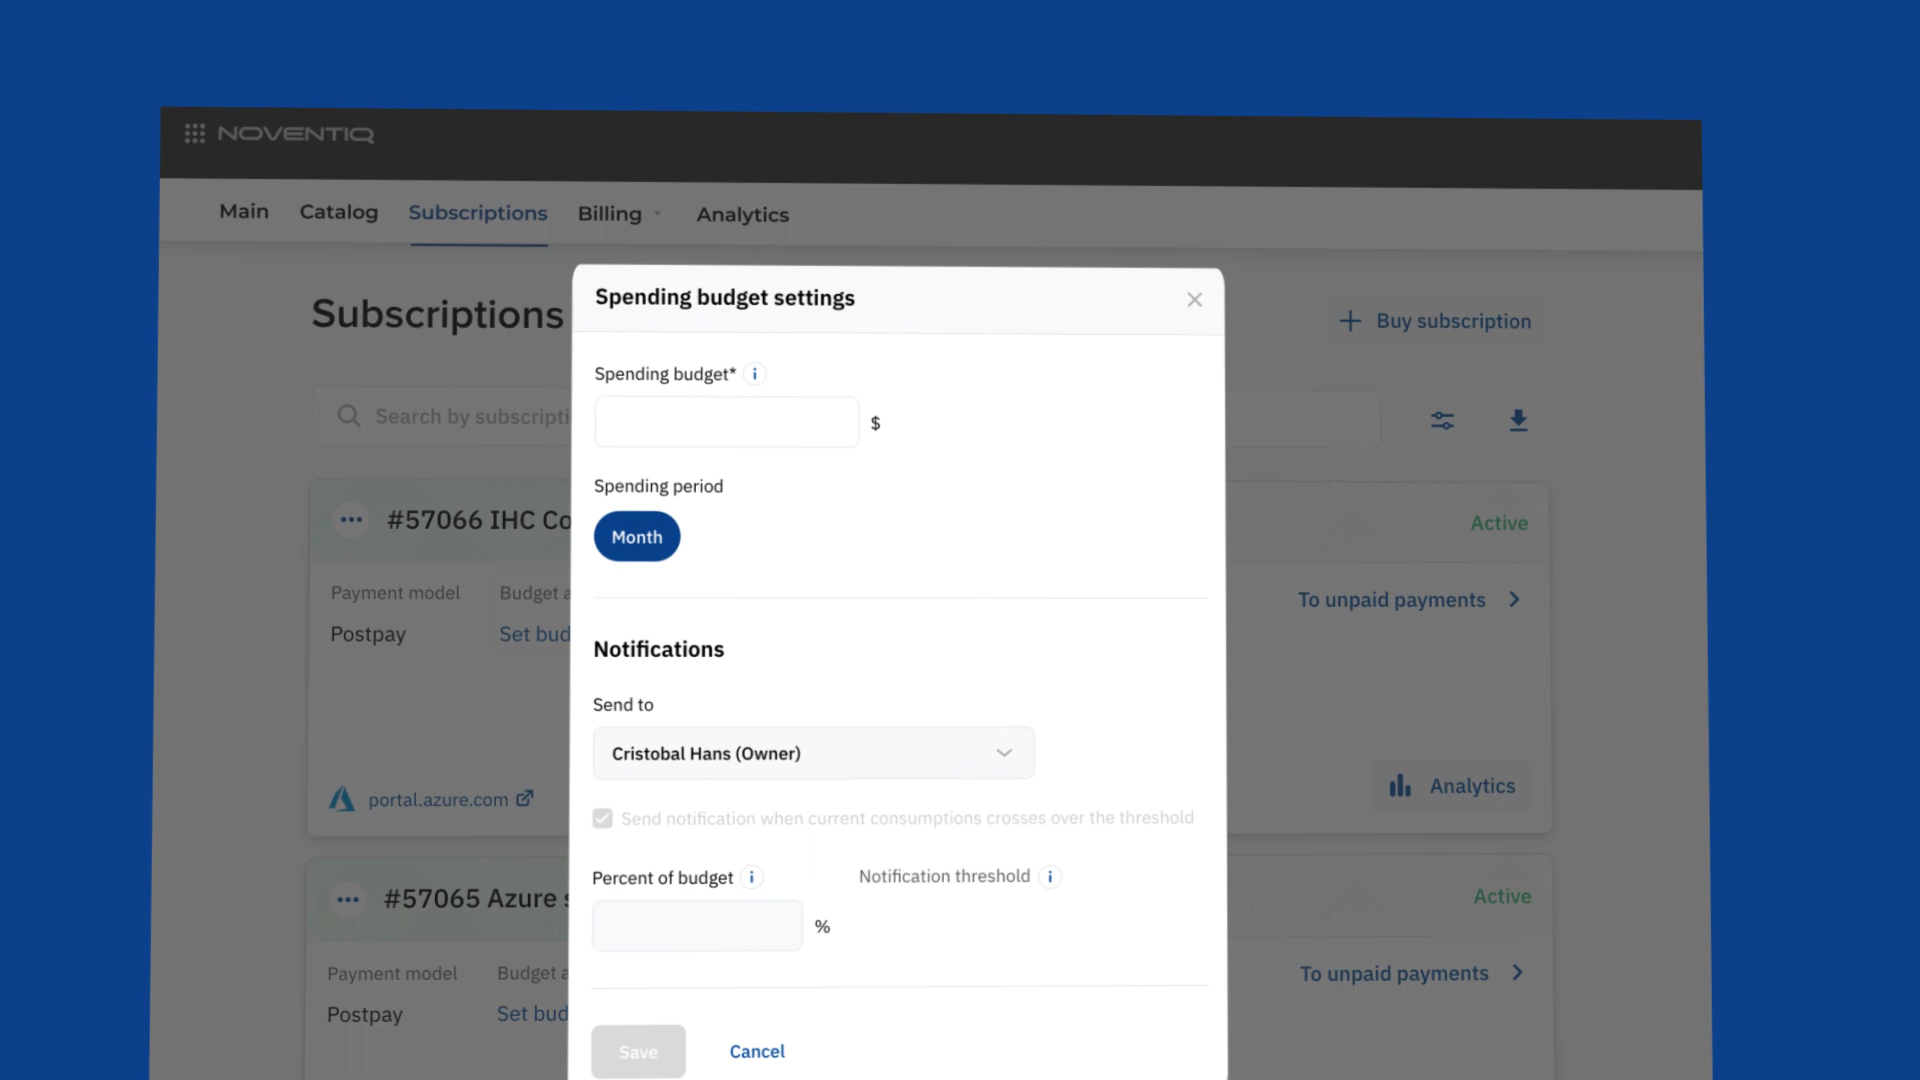 NOVENTIQ
Main Catalog Subscriptions Billing Analytics
Subscriptions
Buy subscription
Search by subscripti
Spending budget settings
Spending budget*
$
Spending period
Month
Notifications
Send to
Cristobal Hans (Owner)
Send notification when current consumptions crosses over the threshold
Percent of budget
Notification threshold
%
Save Cancel
#57066 IHC Co
Active
Payment model Budget a
Postpay Set bud
To unpaid payments
portal.azure.com
Analytics
#57065 Azure s
Active
Payment model Budget a
Postpay Set bud
To unpaid payments